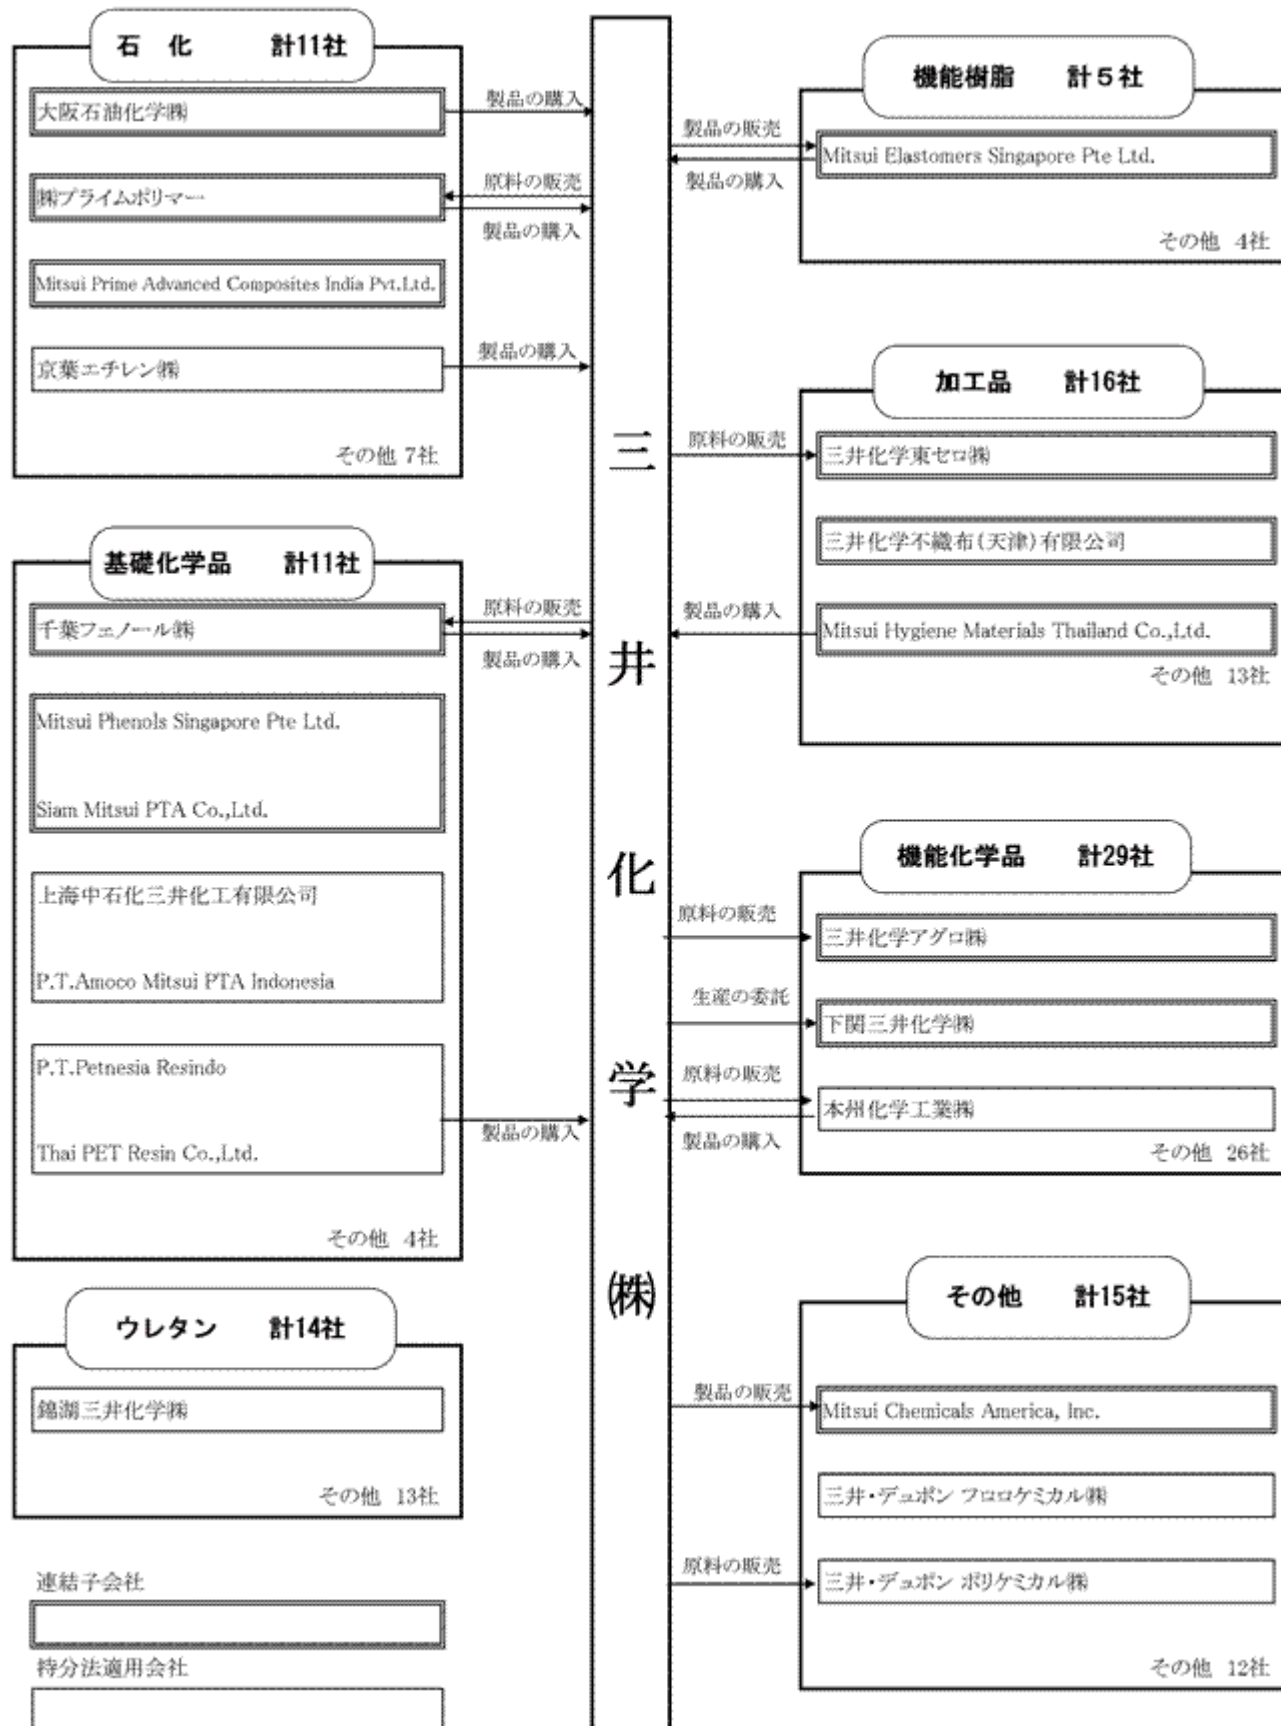 石 化 計11社
大阪石油化学㈱
製品の購入
㈱プライムポリマー
原料の販売
製品の購入
Mitsui Prime Advanced Composites India Pvt.Ltd.
京葉エチレン㈱
製品の購入
その他 7社
基礎化学品 計11社
千葉フェノール㈱
原料の販売
製品の購入
Mitsui Phenols Singapore Pte Ltd.
Siam Mitsui PTA Co.,Ltd.
上海中石化三井化工有限公司
P.T.Amoco Mitsui PTA Indonesia
P.T.Petnesia Resindo
Thai PET Resin Co.,Ltd.
製品の購入
その他 4社
ウレタン 計14社
錦湖三井化学㈱
その他 13社
連結子会社
持分法適用会社
三井化学㈱
機能樹脂 計5社
製品の販売
Mitsui Elastomers Singapore Pte Ltd.
製品の購入
その他 4社
加工品 計16社
原料の販売
三井化学東セロ㈱
三井化学不織布(天津)有限公司
製品の購入
Mitsui Hygiene Materials Thailand Co.,Ltd.
その他 13社
機能化学品 計29社
原料の販売
三井化学アグロ㈱
生産の委託
下関三井化学㈱
原料の販売
本州化学工業㈱
製品の購入
その他 26社
その他 計15社
製品の販売
Mitsui Chemicals America, Inc.
三井・デュポン フロロケミカル㈱
原料の販売
三井・デュポン ポリケミカル㈱
その他 12社